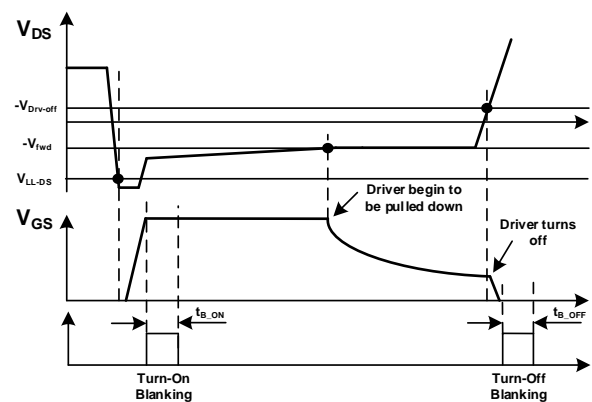 VDS
-VDrv-off
-Vfwd
VLL-DS
VGS
Driver begin to
be pulled down
Driver turns
off
tB_ON
tB_OFF
Turn-On
Blanking
Turn-Off
Blanking